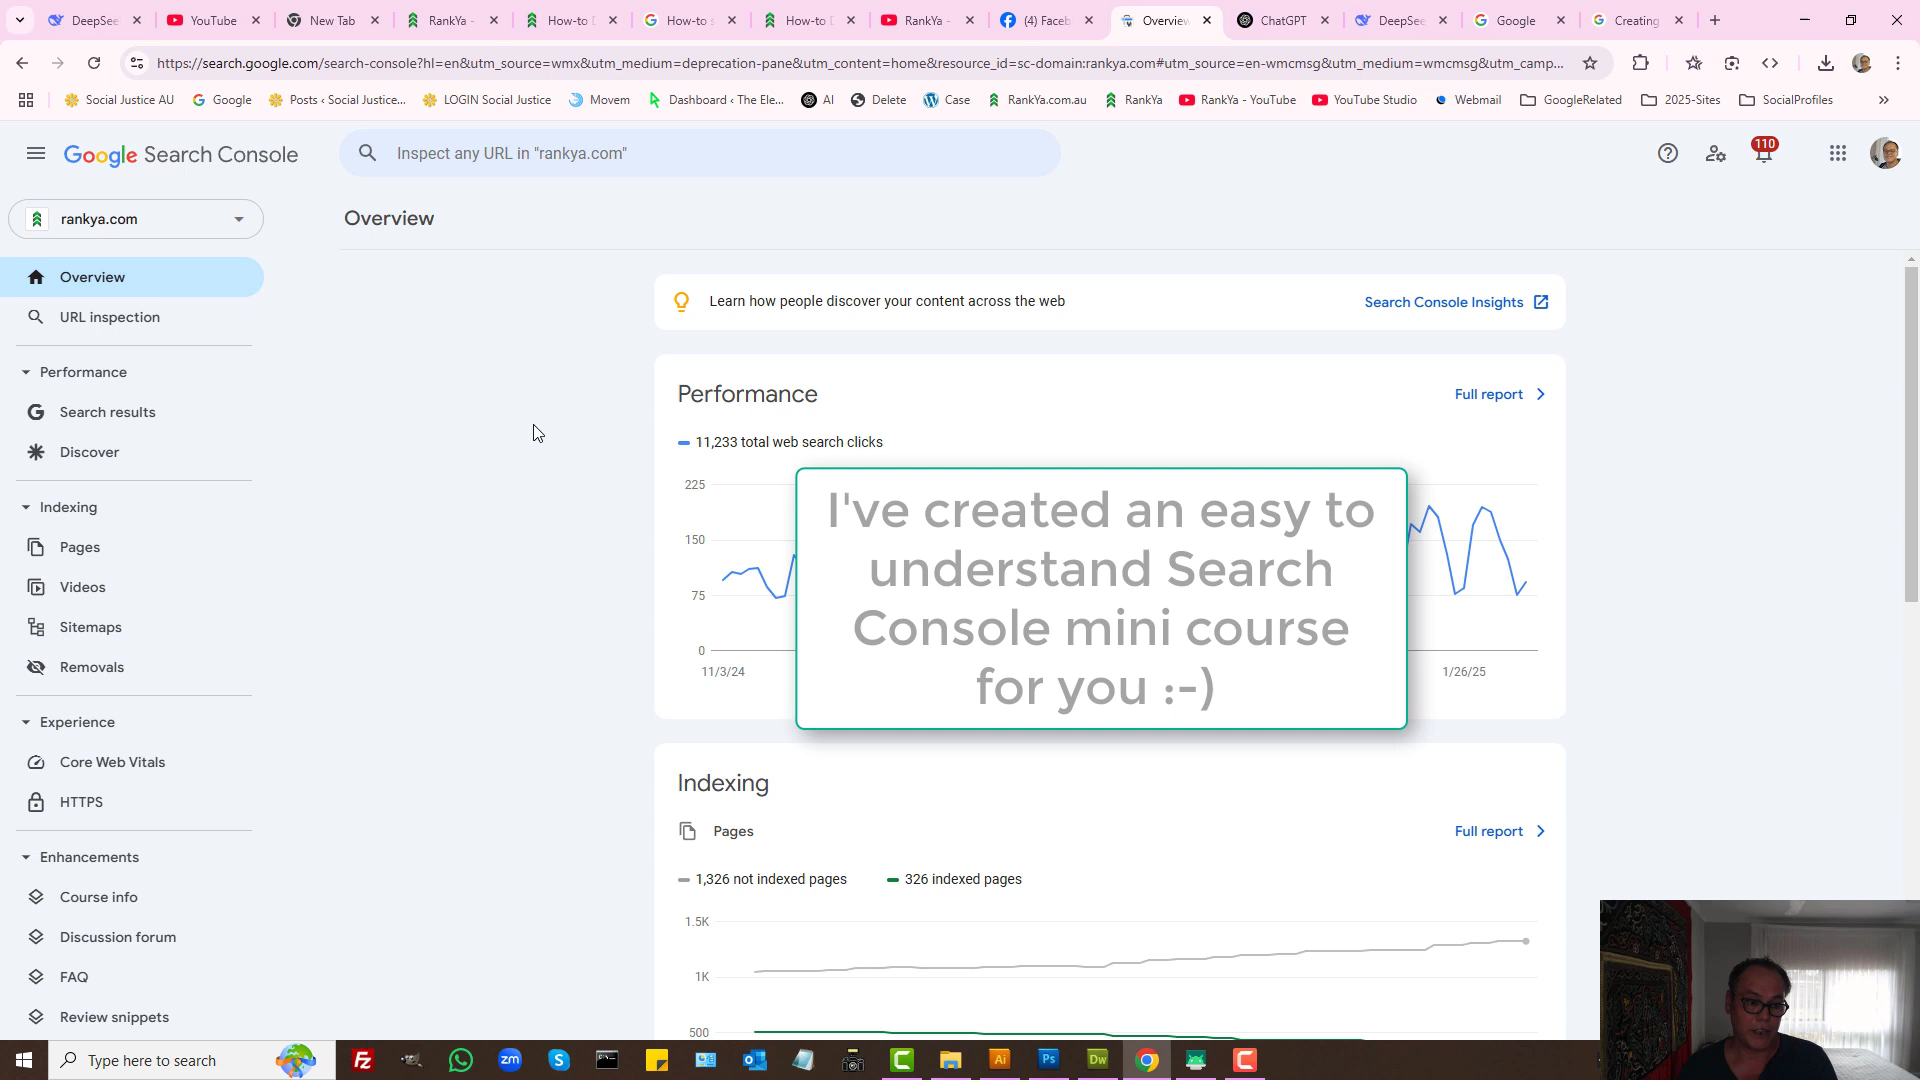 DeepSee
YouTube
New Tab
RankYa -
How-to D
How-to s
How-to D
RankYa -
(4) Faceb
Overview
ChatGPT
DeepSee
Google
Creating
https://search.google.com/search-console?hl=en&utm_source=wmx&utm_medium=deprecation-pane&utm_content=home&resource_id=sc-domain:rankya.com#utm_source=en-wmcmsg&utm_medium=wmcmsg&utm_camp...
Social Justice AU
Google
Posts ‹ Social Justice...
LOGIN Social Justice
Movem
Dashboard ‹ The Ele...
AI
Delete
Case
RankYa.com.au
RankYa
RankYa - YouTube
YouTube Studio
Webmail
GoogleRelated
2025-Sites
SocialProfiles
Google Search Console
Inspect any URL in "rankya.com"
110
rankya.com
Overview
Overview
URL inspection
Performance
Search results
Discover
Indexing
Pages
Videos
Sitemaps
Removals
Experience
Core Web Vitals
HTTPS
Enhancements
Course info
Discussion forum
FAQ
Review snippets
Learn how people discover your content across the web
Search Console Insights
Performance
Full report
11,233 total web search clicks
225
150
75
0
11/3/24
1/26/25
I've created an easy to
understand Search
Console mini course
for you :-)
Indexing
Pages
Full report
1,326 not indexed pages
326 indexed pages
1.5K
1K
500
Type here to search
Fz
zm
S
Ai
Ps
Dw
C